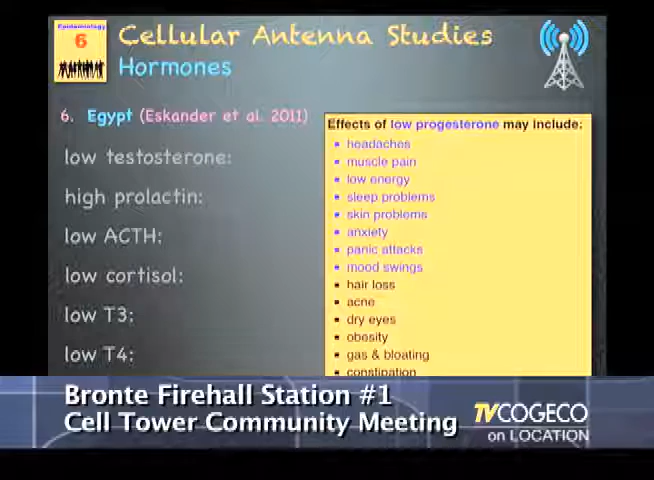 Epidemiology
6
Cellular Antenna Studies
Hormones
6. Egypt (Eskander et al. 2011)
low testosterone:
high prolactin:
low ACTH:
low cortisol:
low T3:
low T4:
Effects of low progesterone may include:
headaches
muscle pain
low energy
sleep problems
skin problems
anxiety
panic attacks
mood swings
hair loss
acne
dry eyes
obesity
gas & bloating
constipation
Bronte Firehall Station #1
Cell Tower Community Meeting
TVCOGECO
on LOCATION